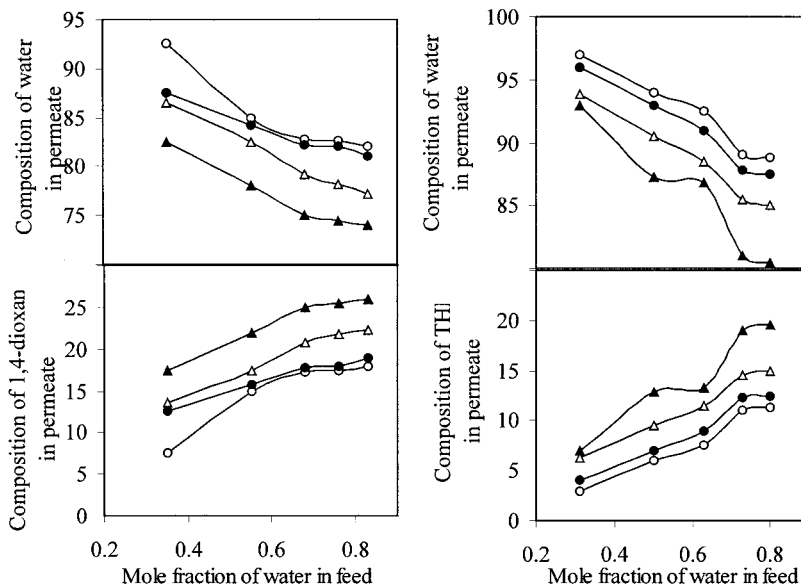 95
90
85
80
75
Composition of water
in permeate
25
20
15
10
5
0
Composition of 1,4-dioxan
in permeate
0.2
0.4
0.6
0.8
Mole fraction of water in feed
100
95
90
85
Composition of water
in permeate
20
15
10
5
0
Composition of TH
in permeate
0.2
0.4
0.6
0.8
Mole fraction of water in feed